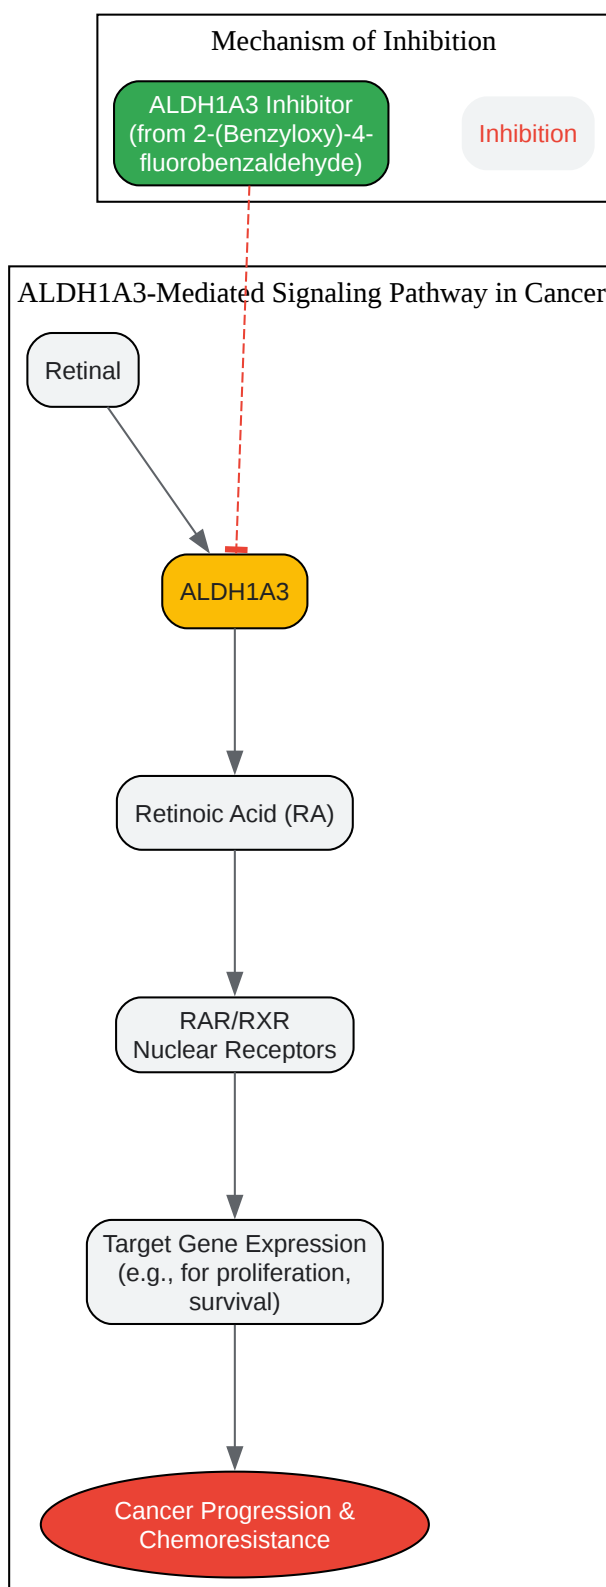 Mechanism of Inhibition
ALDH1A3 Inhibitor
(from 2-(Benzyloxy)-4-
fluorobenzaldehyde)
Inhibition
ALDH1A3-Mediated Signaling Pathway in Cancer
Retinal
ALDH1A3
Retinoic Acid (RA)
RAR/RXR
Nuclear Receptors
Target Gene Expression
(e.g., for proliferation,
survival)
Cancer Progression &
Chemoresistance